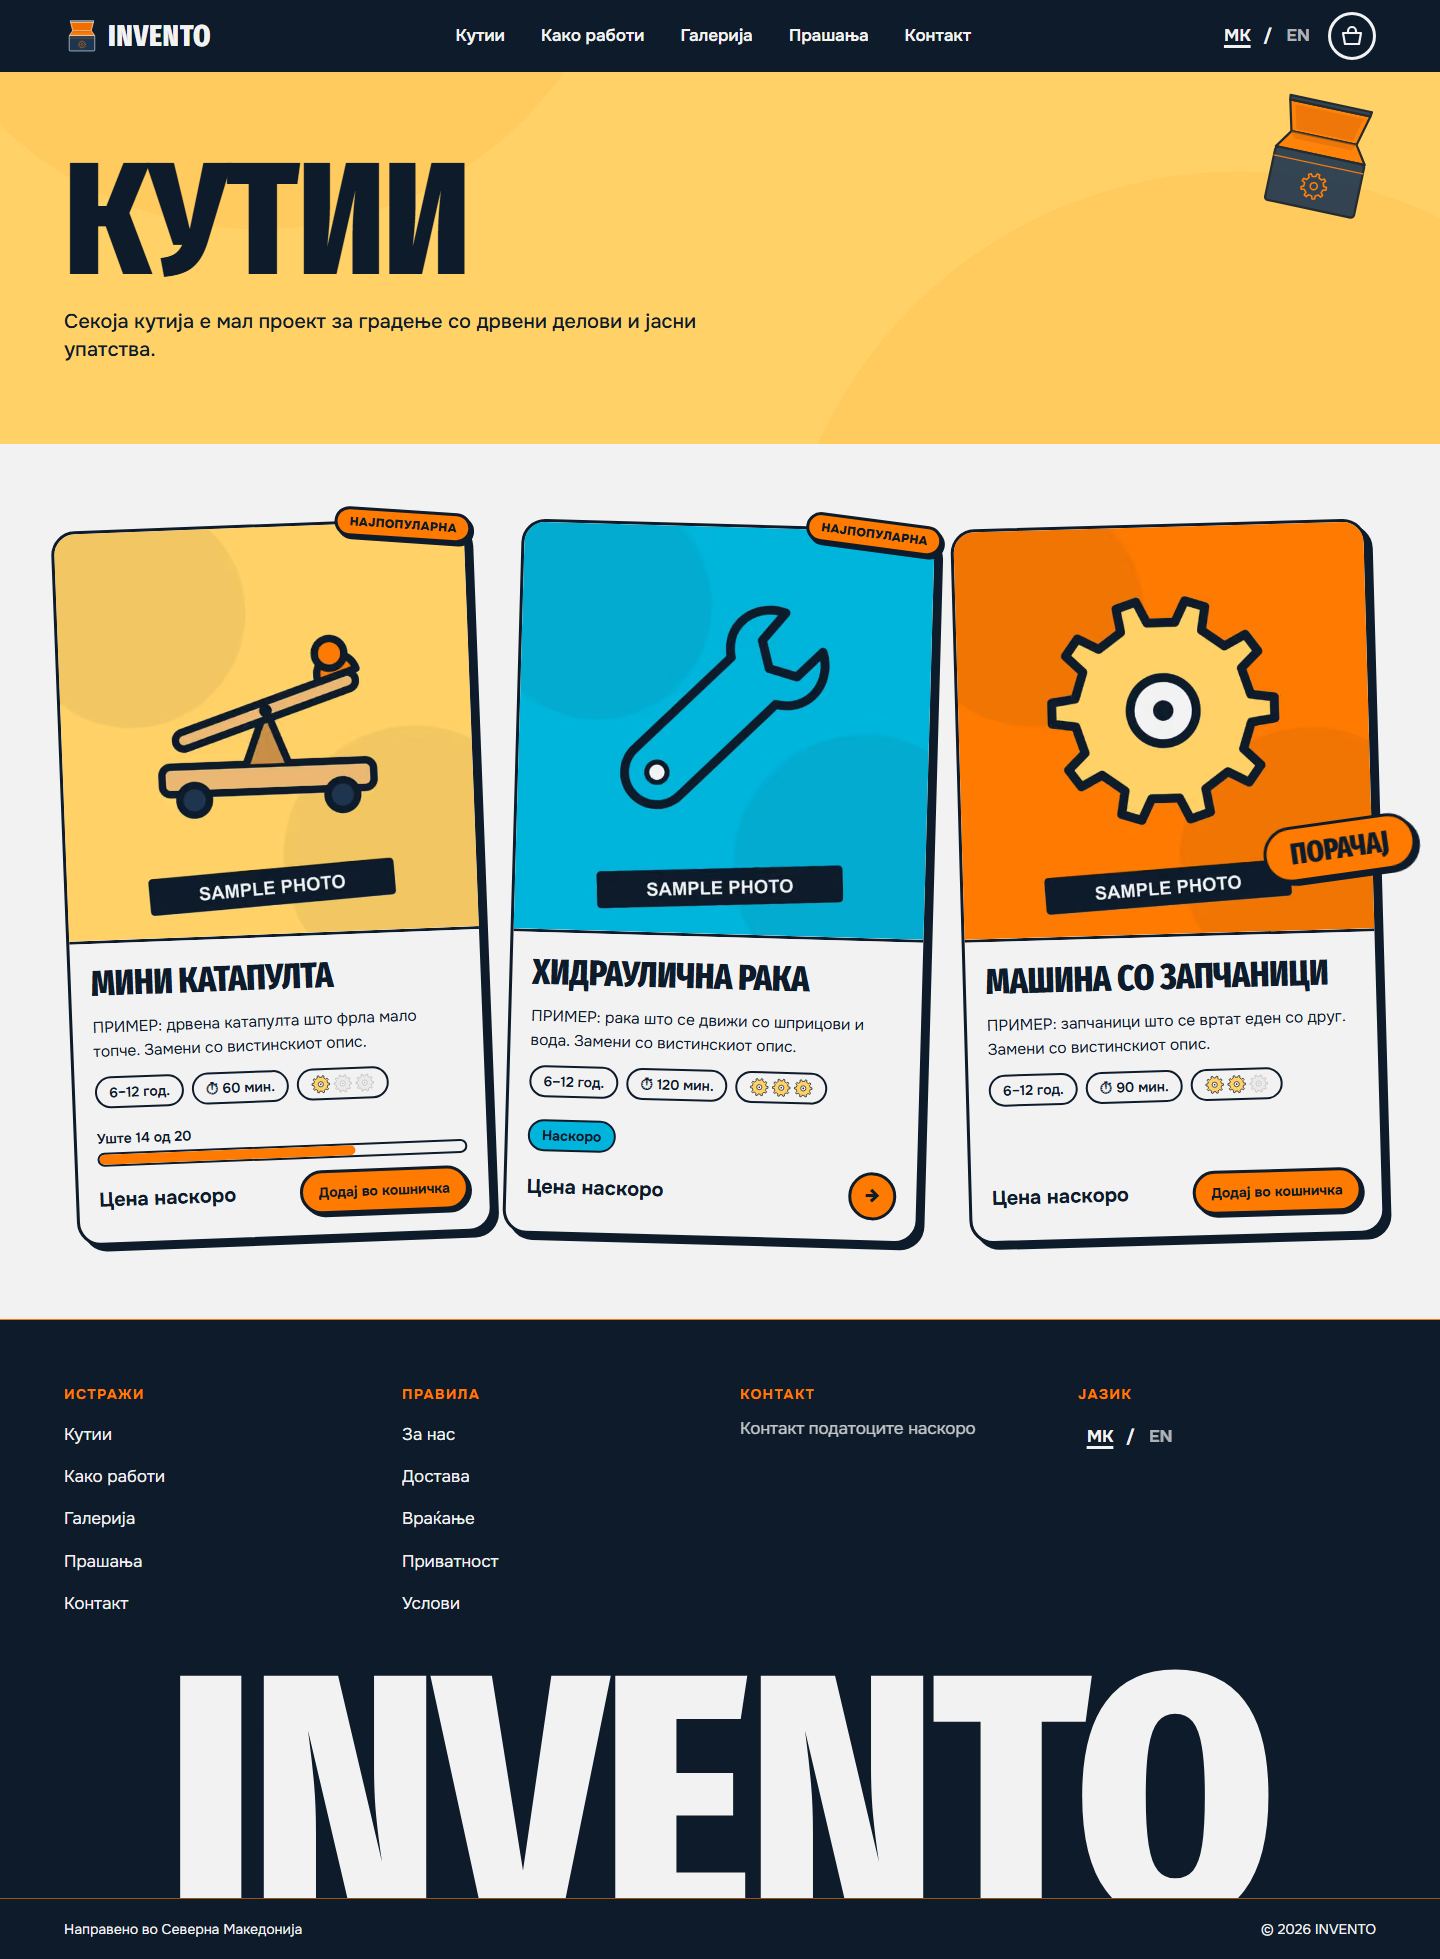 INVENTO
Кутии
Како работи
Галерија
Прашања
Контакт
MK / EN
КУТИИ
Секоја кутија е мал проект за градење со дрвени делови и јасни
упатства.
НАЈПОПУЛАРНА
SAMPLE PHOTO
МИНИ КАТАПУЛТА
ПРИМЕР: дрвена катапулта што фрла мало
топче. Замени со вистинскиот опис.
6–12 год.
60 мин.
Уште 14 од 20
Цена наскоро
Додај во кошничка
НАЈПОПУЛАРНА
SAMPLE PHOTO
ХИДРАУЛИЧНА РАКА
ПРИМЕР: рака што се движи со шприцови и
вода. Замени со вистинскиот опис.
6–12 год.
120 мин.
Наскоро
Цена наскоро
ПОРАЧАЈ
SAMPLE PHOTO
МАШИНА СО ЗАПЧАНИЦИ
ПРИМЕР: запчаници што се вртат еден со друг.
Замени со вистинскиот опис.
6–12 год.
90 мин.
Цена наскоро
Додај во кошничка
ИСТРАЖИ
Кутии
Како работи
Галерија
Прашања
Контакт
ПРАВИЛА
За нас
Достава
Враќање
Приватност
Услови
КОНТАКТ
Контакт податоците наскоро
ЈАЗИК
MK / EN
INVENTO
Направено во Северна Македонија
© 2026 INVENTO